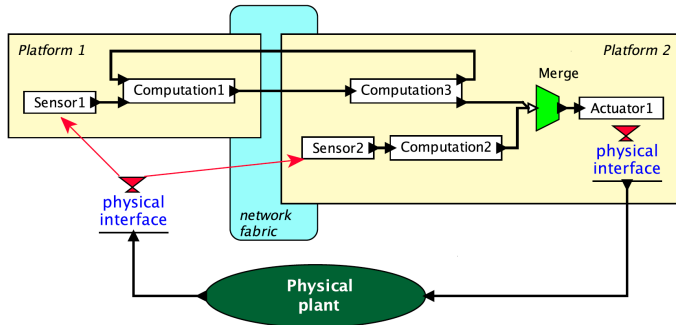 Platform 1
Platform 2
Merge
Computation1
Computation3
Sensor1
Actuator1
Sensor2
Computation2
physical
interface
physical
interface
network
fabric
Physical
plant